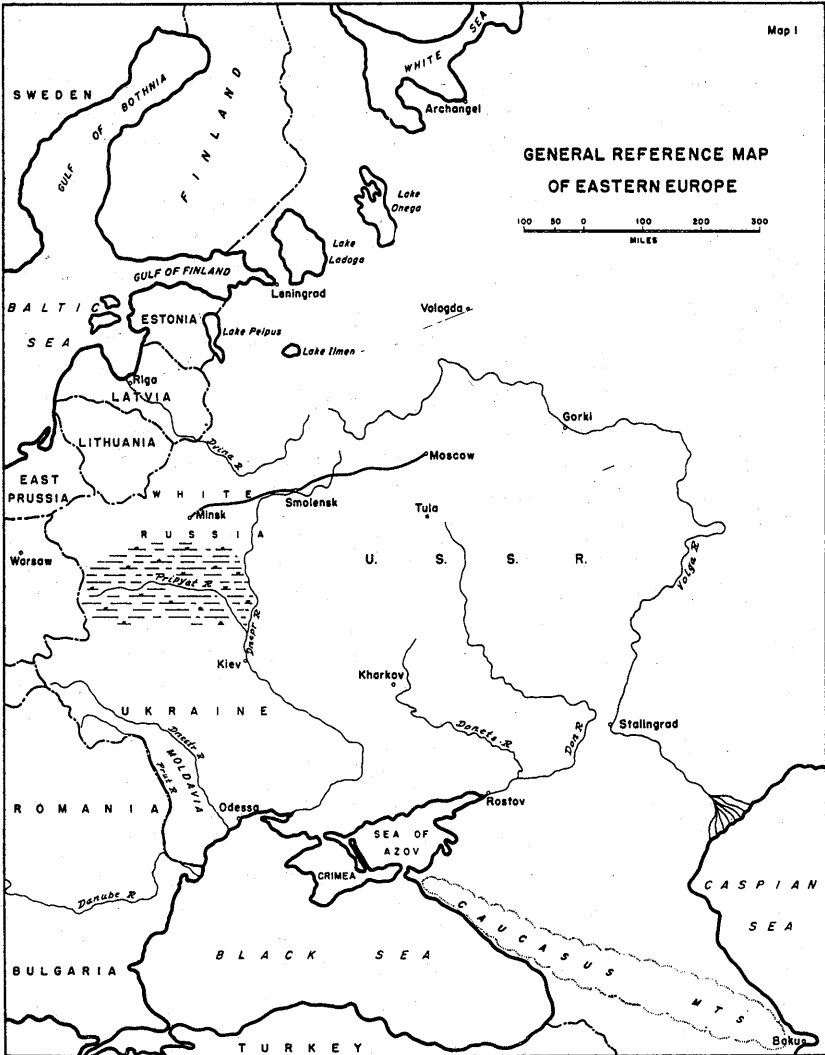 Map 1
GENERAL REFERENCE MAP
OF EASTERN EUROPE
100 50 0 100 200 300
MILES
WHITE SEA
Archangel
SWEDEN
GULF OF BOTHNIA
FINLAND
Lake
Onega
Lake
Ladoga
GULF OF FINLAND
Leningrad
BALTIC
SEA
ESTONIA
Lake Peipus
Vologda
Lake Ilmen
Riga
LATVIA
Gorki
LITHUANIA
Dvina R
Moscow
EAST
PRUSSIA
WHITE
Smolensk
Minsk
Tula
RUSSIA
Warsaw
U. S. S. R.
Volga R
Pripyat R
Dnepr R
Kiev
Kharkov
UKRAINE
Dnestr R
Donets R
Don R
Stalingrad
MOLDAVIA
Prut R
ROMANIA
Odessa
Rostov
SEA OF
AZOV
CRIMEA
Danube R
CASPIAN
SEA
CAUCASUS MTS
BLACK SEA
BULGARIA
TURKEY
Baku